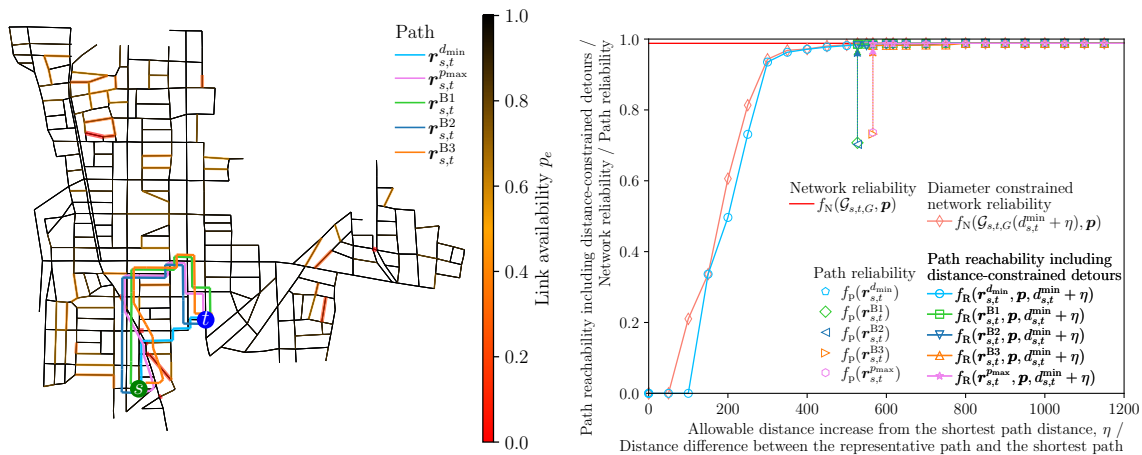 Path
r_{s,t}^{d_min}
r_{s,t}^{p_max}
r_{s,t}^{B1}
r_{s,t}^{B2}
r_{s,t}^{B3}
s
t
1.0
0.8
0.6
0.4
0.2
0.0
Link availability p_e
Path reachability including distance-constrained detours /
Network reliability / Path reliability
1.0
0.8
0.6
0.4
0.2
0.0
0 200 400 600 800 1000 1200
Allowable distance increase from the shortest path distance, η /
Distance difference between the representative path and the shortest path
Network reliability
f_N(𝒢_{s,t,G}, p)
Diameter constrained
network reliability
f_N(𝒢_{s,t,G}(d_{s,t}^{min} + η), p)
Path reliability
f_p(r_{s,t}^{d_min})
f_p(r_{s,t}^{B1})
f_p(r_{s,t}^{B2})
f_p(r_{s,t}^{B3})
f_p(r_{s,t}^{p_max})
Path reachability including
distance-constrained detours
f_R(r_{s,t}^{d_min}, p, d_{s,t}^{min} + η)
f_R(r_{s,t}^{B1}, p, d_{s,t}^{min} + η)
f_R(r_{s,t}^{B2}, p, d_{s,t}^{min} + η)
f_R(r_{s,t}^{B3}, p, d_{s,t}^{min} + η)
f_R(r_{s,t}^{p_max}, p, d_{s,t}^{min} + η)